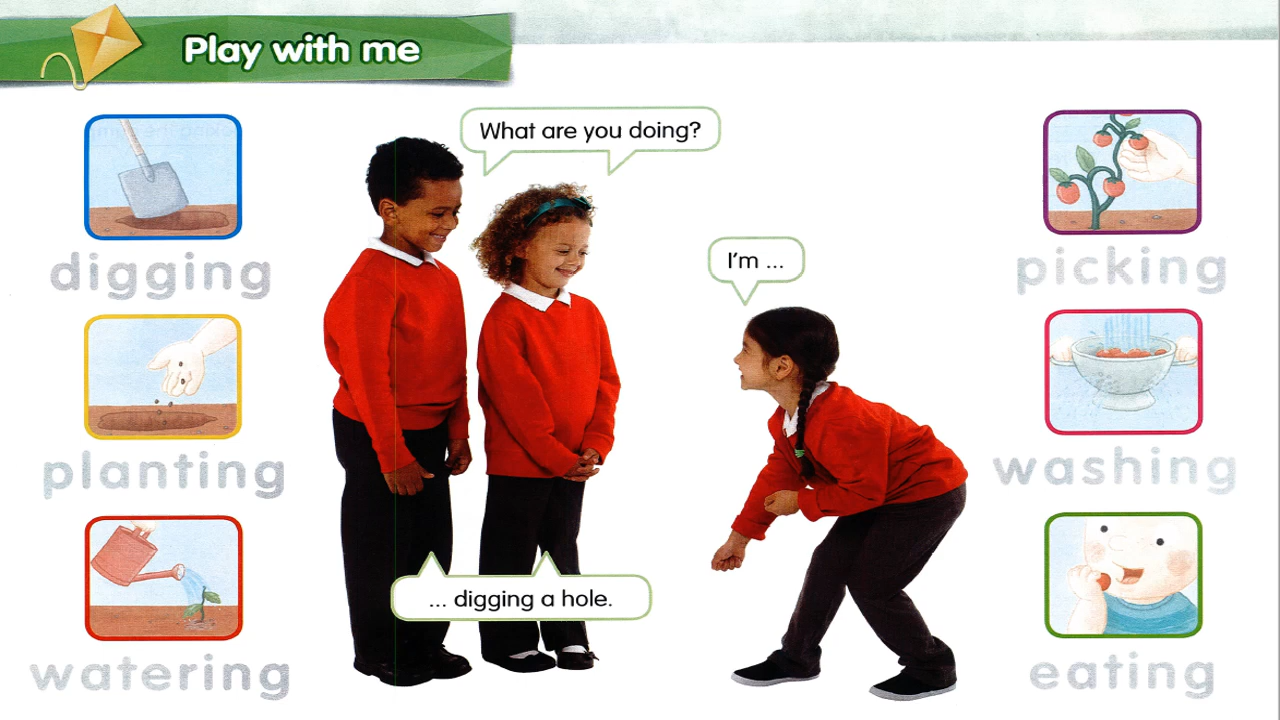 Play with me
What are you doing?
I'm ...
... digging a hole.
digging
planting
watering
picking
washing
eating